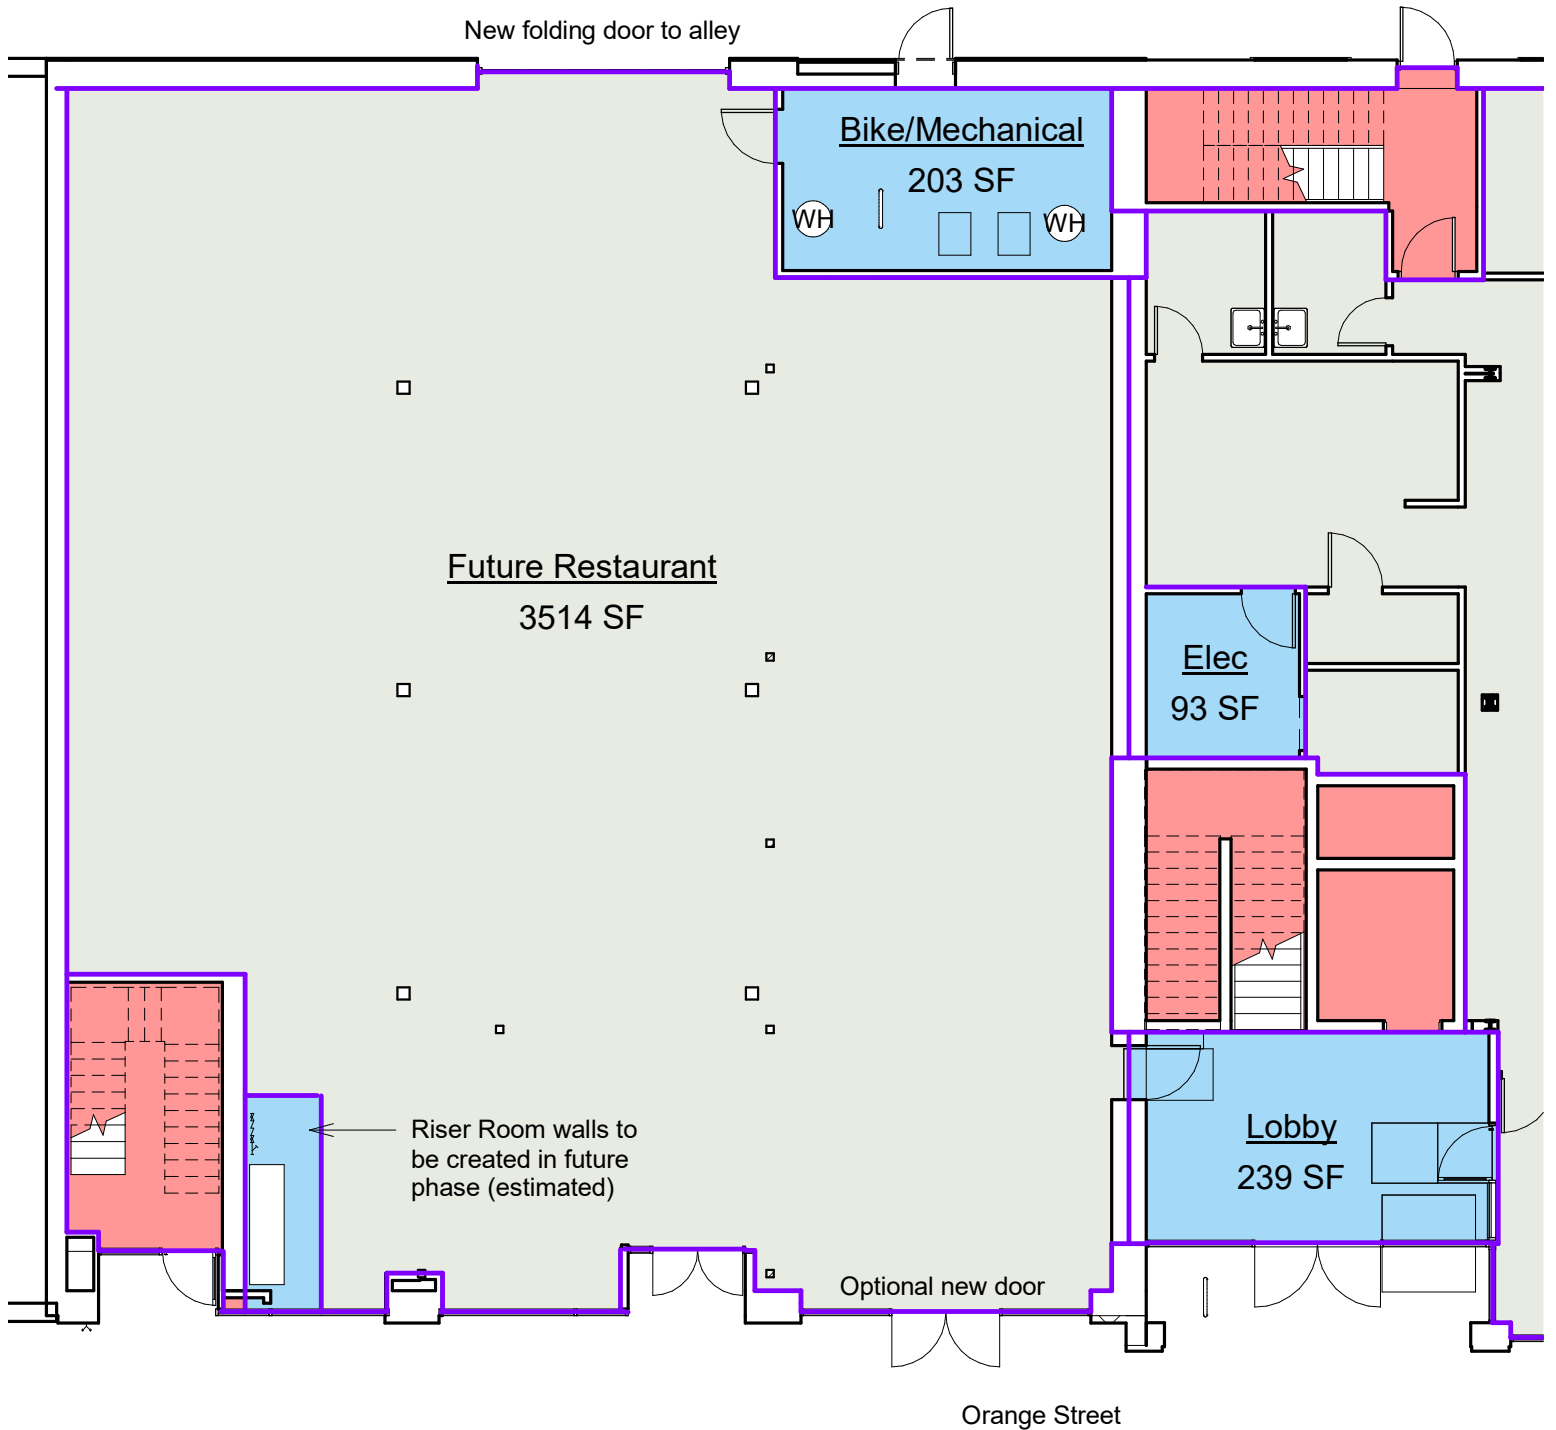 New folding door to alley
Bike/Mechanical
203 SF
WH
WH
Future Restaurant
3514 SF
Elec
93 SF
Riser Room walls to
be created in future
phase (estimated)
Lobby
239 SF
Optional new door
Orange Street